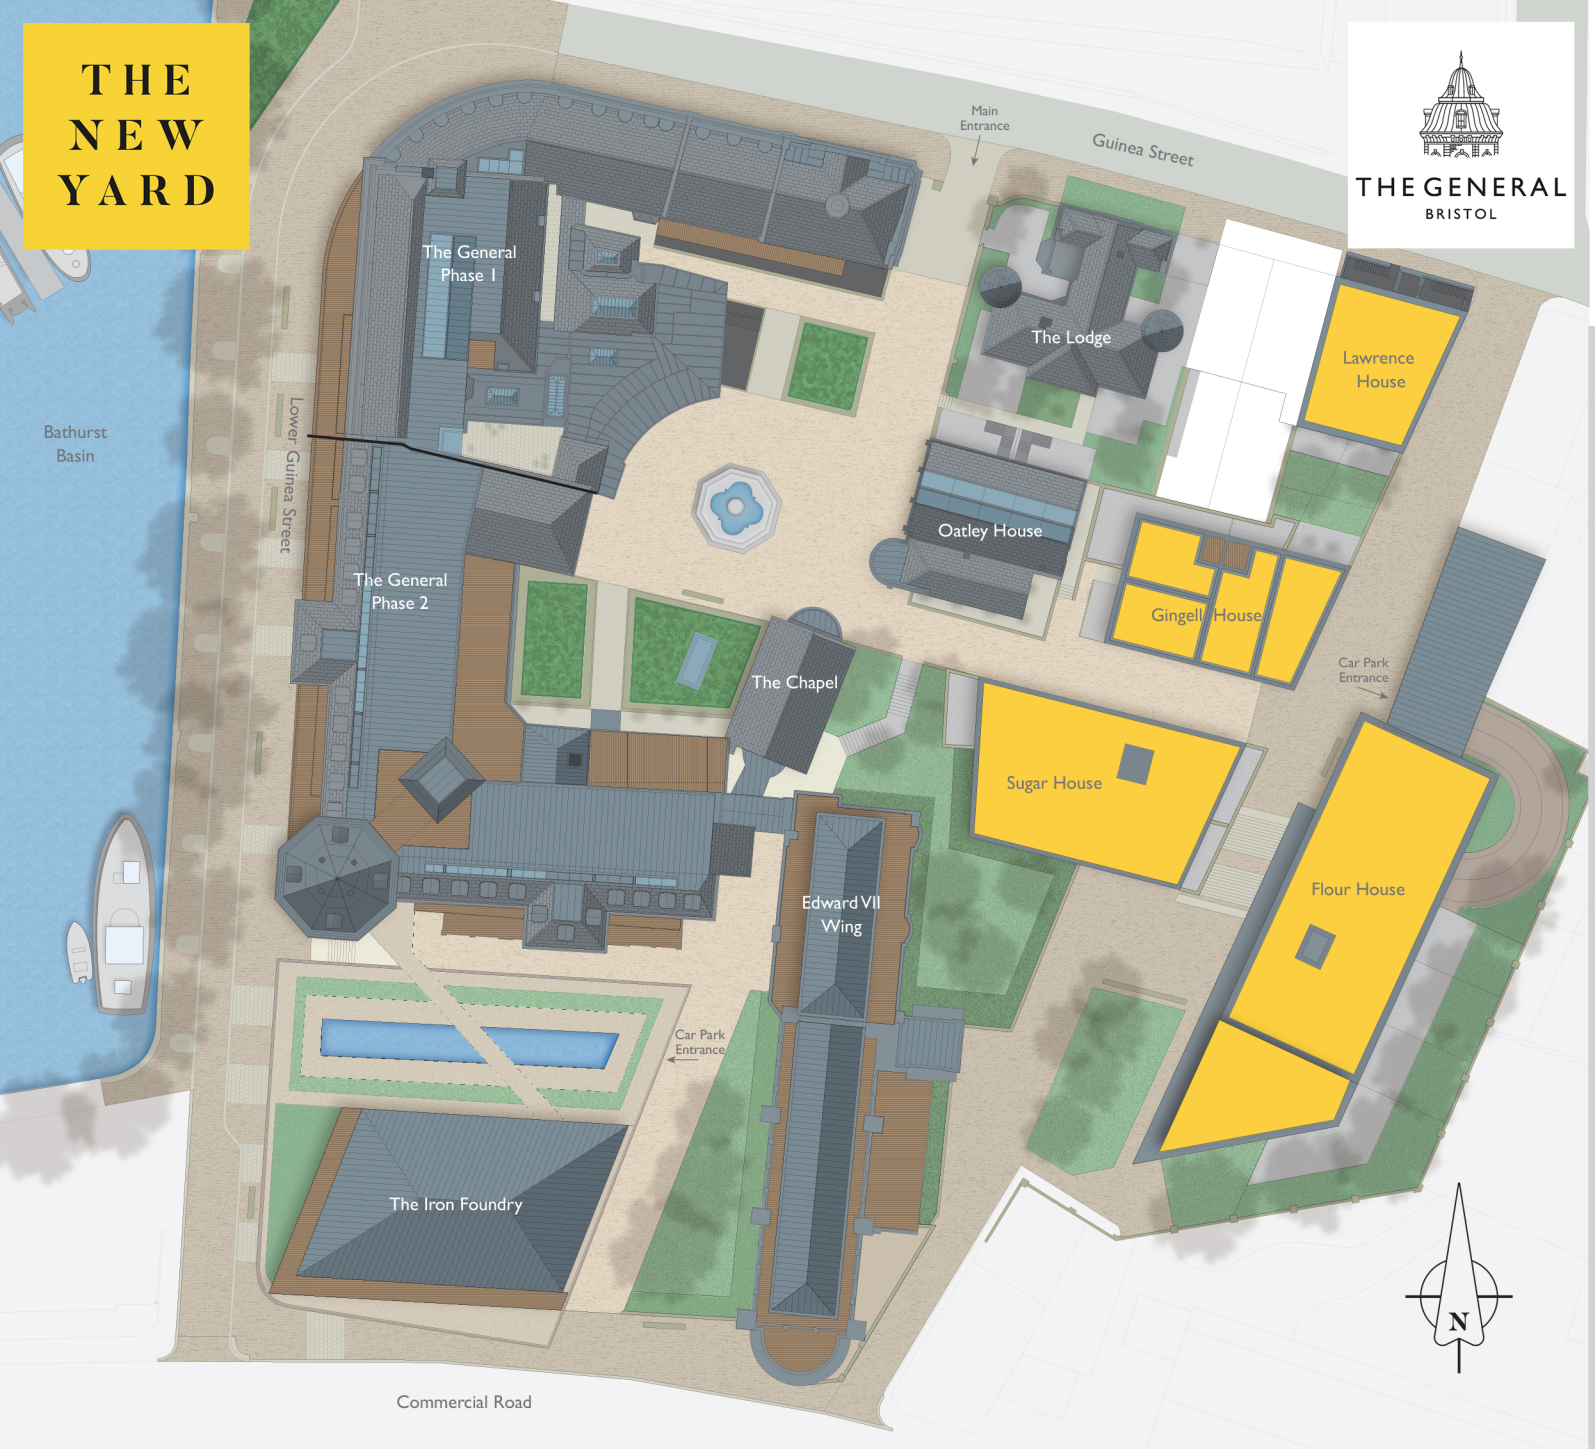 THE
NEW
YARD
THE GENERAL
BRISTOL
Main
Entrance
Guinea Street
The General
Phase 1
The Lodge
Lawrence
House
Bathurst
Basin
Lower Guinea Street
Oatley House
The General
Phase 2
Gingell House
Car Park
Entrance
The Chapel
Sugar House
Flour House
Edward VII
Wing
Car Park
Entrance
The Iron Foundry
N
Commercial Road